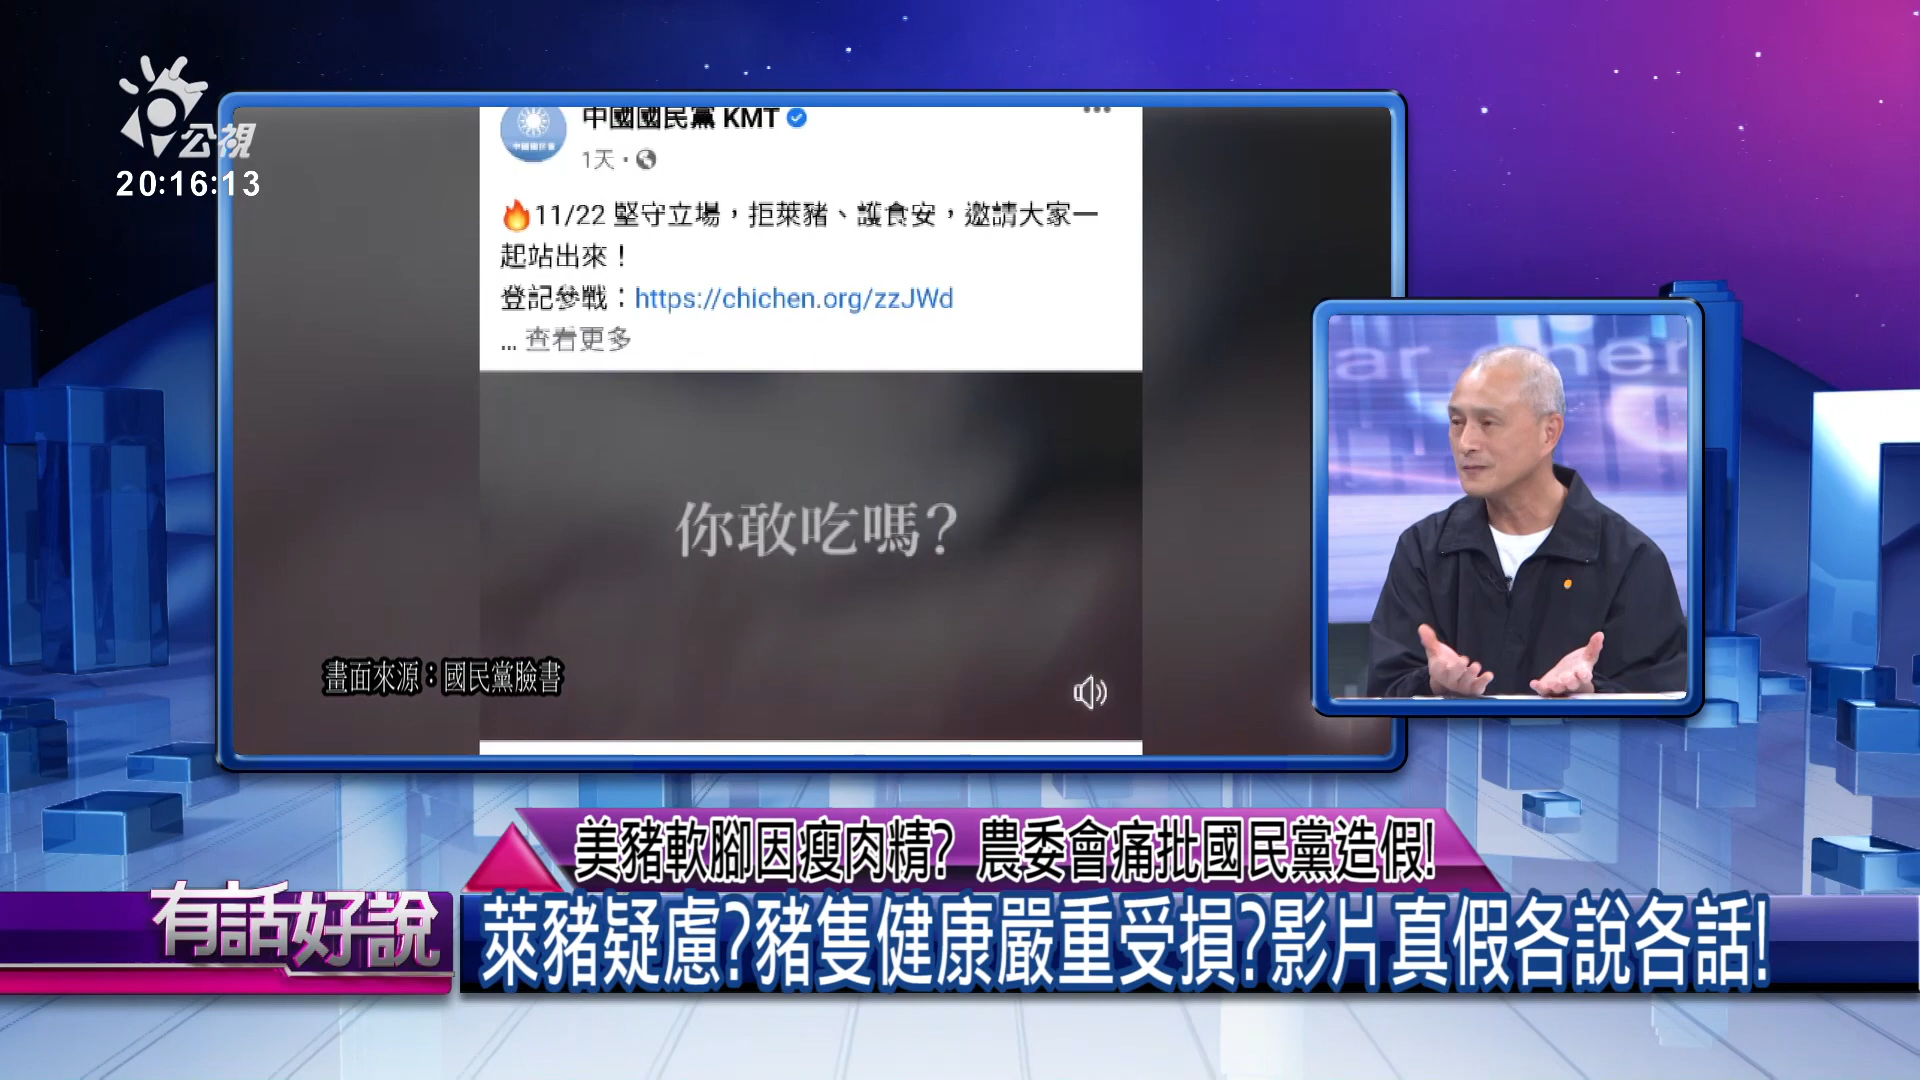 公視
20:16:13
中國國民黨 KMT
1天
🔥11/22 堅守立場，拒萊豬、護食安，邀請大家一
起站出來！
登記參戰：https://chichen.org/zzJWd
... 查看更多
你敢吃嗎?
畫面來源：國民黨臉書
美豬軟腳因瘦肉精? 農委會痛批國民黨造假!
有話好說
萊豬疑慮?豬隻健康嚴重受損?影片真假各說各話!